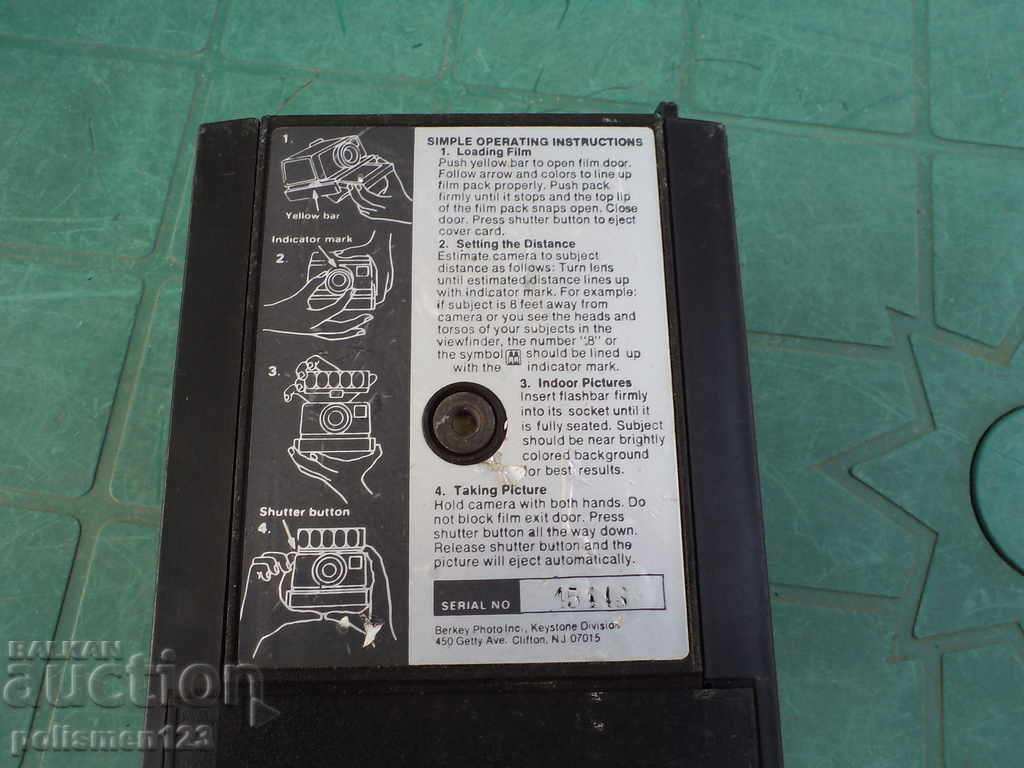 1.
Yellow bar
Indicator mark
2.
3.
Shutter button
4.
SIMPLE OPERATING INSTRUCTIONS
1. Loading Film
Push yellow bar to open film door.
Follow arrow and colors to line up
film pack properly. Push pack
firmly until it stops and the top lip
of the film pack snaps open. Close
door. Press shutter button to eject
cover card.
2. Setting the Distance
Estimate camera to subject
distance as follows: Turn lens
until estimated distance lines up
with indicator mark. For example:
if subject is 8 feet away from
camera or you see the heads and
torsos of your subjects in the
viewfinder, the number "8" or
the symbol should be lined up
with the indicator mark.
3. Indoor Pictures
Insert flashbar firmly
into its socket until it
is fully seated. Subject
should be near brightly
colored background
for best results.
4. Taking Picture
Hold camera with both hands. Do
not block film exit door. Press
shutter button all the way down.
Release shutter button and the
picture will eject automatically.
SERIAL NO
Berkey Photo Inc., Keystone Division
450 Getty Ave. Clifton, NJ 07015
BALKAN
auction
polismen123